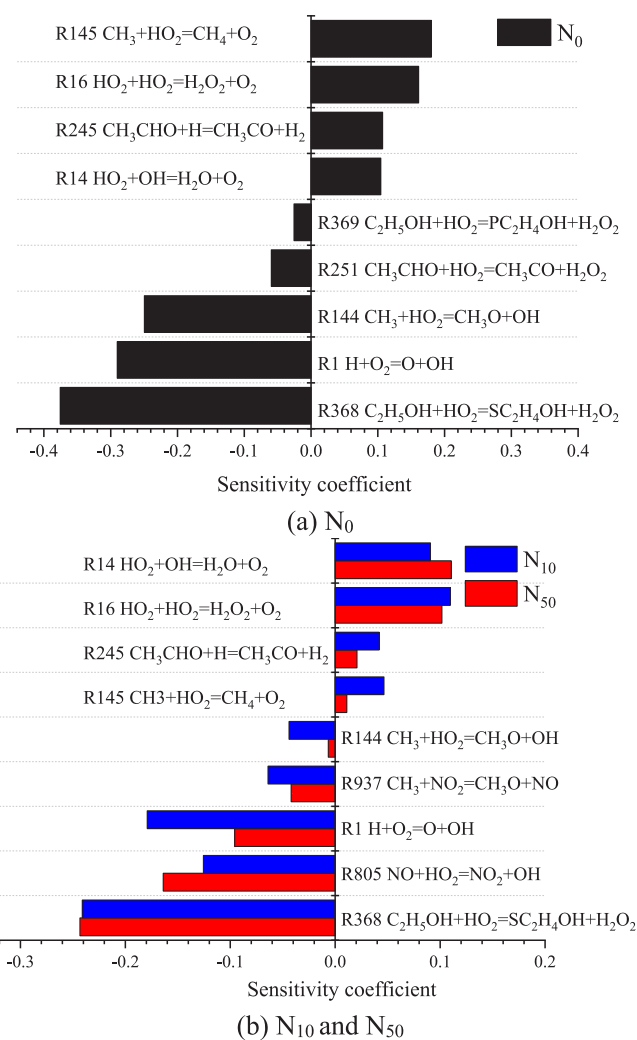 R145 CH₃+HO₂=CH₄+O₂
N₀
R16 HO₂+HO₂=H₂O₂+O₂
R245 CH₃CHO+H=CH₃CO+H₂
R14 HO₂+OH=H₂O+O₂
R369 C₂H₅OH+HO₂=PC₂H₄OH+H₂O₂
R251 CH₃CHO+HO₂=CH₃CO+H₂O₂
R144 CH₃+HO₂=CH₃O+OH
R1 H+O₂=O+OH
R368 C₂H₅OH+HO₂=SC₂H₄OH+H₂O₂
-0.4 -0.3 -0.2 -0.1 0.0 0.1 0.2 0.3 0.4
Sensitivity coefficient
(a) N₀
R14 HO₂+OH=H₂O+O₂
N₁₀
N₅₀
R16 HO₂+HO₂=H₂O₂+O₂
R245 CH₃CHO+H=CH₃CO+H₂
R145 CH3+HO₂=CH₄+O₂
R144 CH₃+HO₂=CH₃O+OH
R937 CH₃+NO₂=CH₃O+NO
R1 H+O₂=O+OH
R805 NO+HO₂=NO₂+OH
R368 C₂H₅OH+HO₂=SC₂H₄OH+H₂O₂
-0.3 -0.2 -0.1 0.0 0.1 0.2
Sensitivity coefficient
(b) N₁₀ and N₅₀